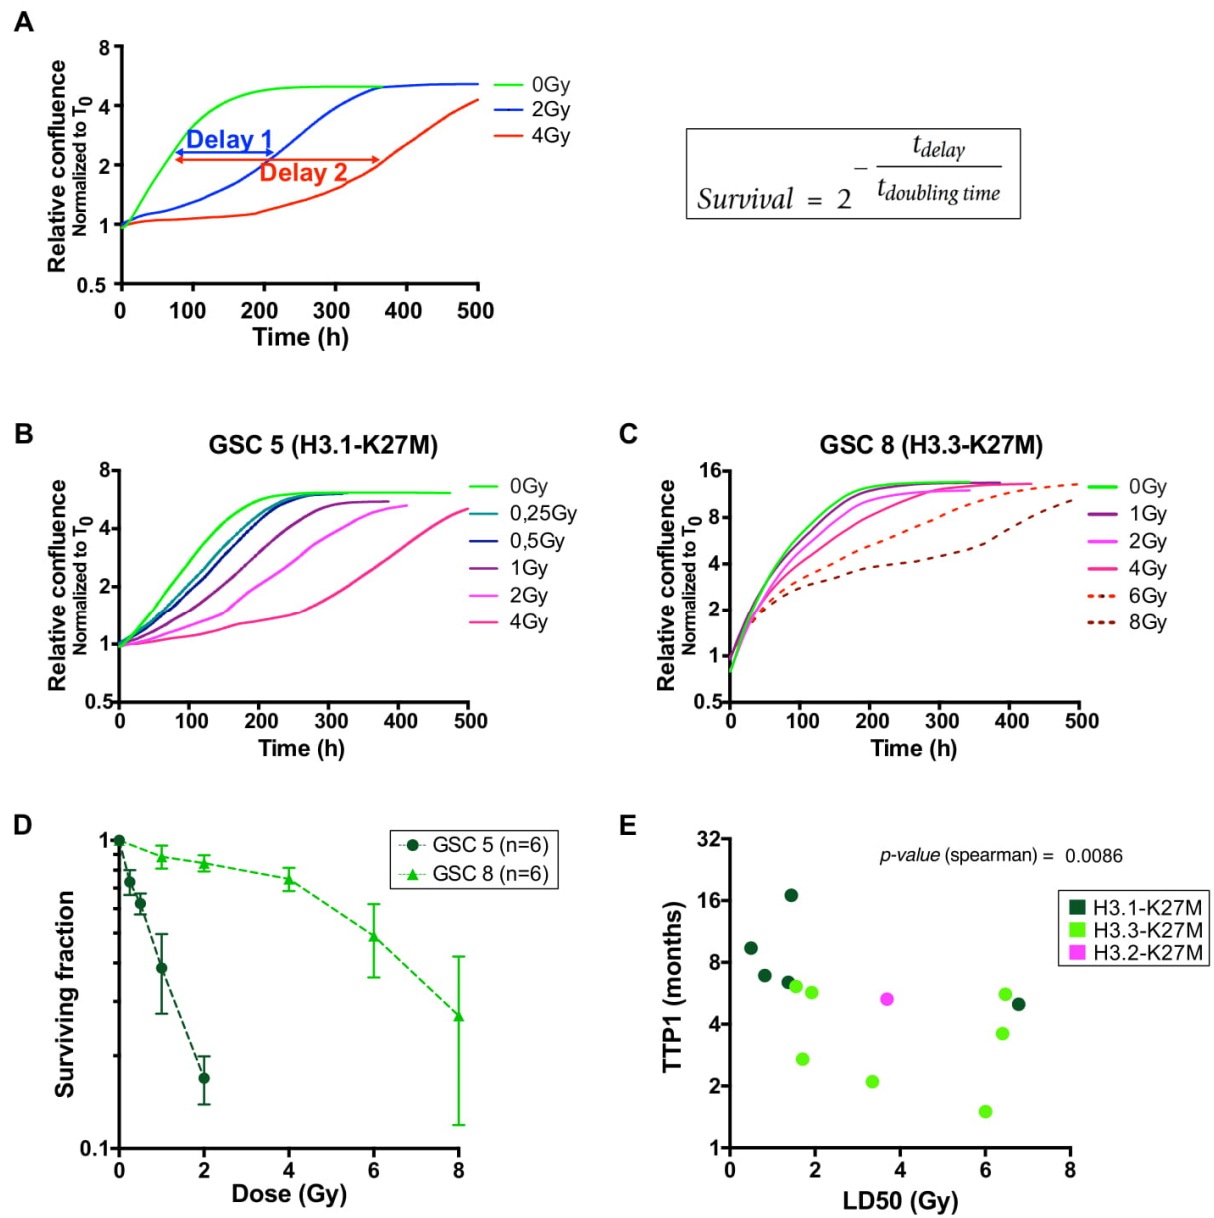 A
Relative confluence
Normalized to T0
8
4
2
1
0.5
0 100 200 300 400 500
Time (h)
Delay 1
Delay 2
0Gy
2Gy
4Gy
Survival = 2 − tdelay / tdoubling time
B
GSC 5 (H3.1-K27M)
Relative confluence
Normalized to T0
8
4
2
1
0.5
0 100 200 300 400 500
Time (h)
0Gy
0,25Gy
0,5Gy
1Gy
2Gy
4Gy
C
GSC 8 (H3.3-K27M)
Relative confluence
Normalized to T0
16
8
4
2
1
0.5
0 100 200 300 400 500
Time (h)
0Gy
1Gy
2Gy
4Gy
6Gy
8Gy
D
Surviving fraction
1
0.1
0 2 4 6 8
Dose (Gy)
GSC 5 (n=6)
GSC 8 (n=6)
E
TTP1 (months)
32
16
8
4
2
1
0 2 4 6 8
LD50 (Gy)
p-value (spearman) = 0.0086
H3.1-K27M
H3.3-K27M
H3.2-K27M